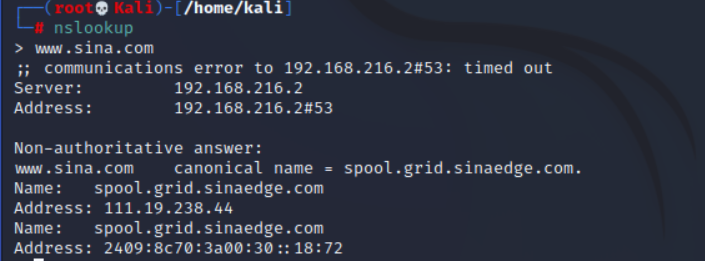 ┌──(root💀Kali)-[/home/kali]
└─# nslookup
> www.sina.com
;; communications error to 192.168.216.2#53: timed out
Server:		192.168.216.2
Address:	192.168.216.2#53
Non-authoritative answer:
www.sina.com	canonical name = spool.grid.sinaedge.com.
Name:	spool.grid.sinaedge.com
Address: 111.19.238.44
Name:	spool.grid.sinaedge.com
Address: 2409:8c70:3a00:30::18:72